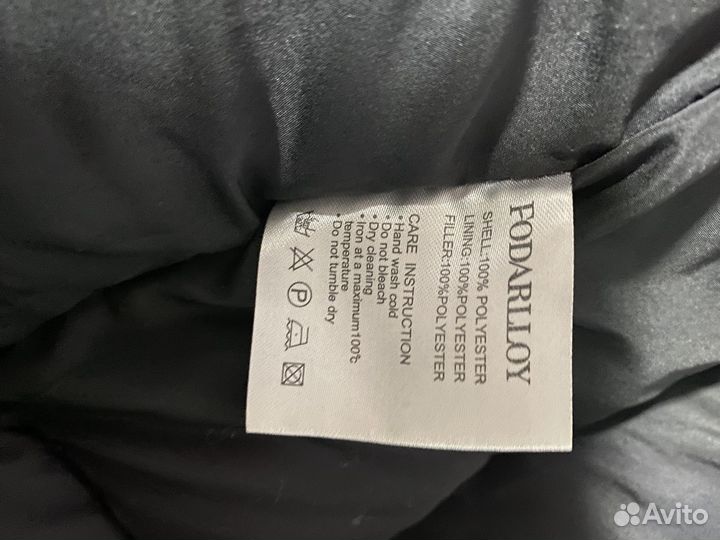 PODARLLOY
SHELL:100% POLYESTER
LINING:100%POLYESTER
FILLER:100%POLYESTER
CARE INSTRUCTION
• Hand wash cold
• Do not bleach
• Dry cleaning
• Iron at a maximum100℃
temperature
• Do not tumble dry
P
Avito